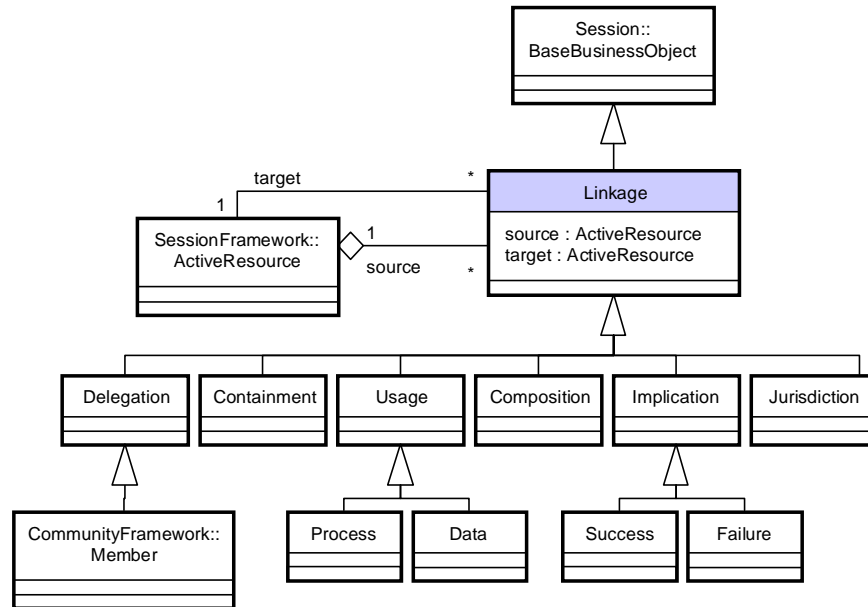 Session::
BaseBusinessObject
target
*
Linkage
1
SessionFramework::
ActiveResource
1
source
*
source : ActiveResource
target : ActiveResource
Delegation
Containment
Usage
Composition
Implication
Jurisdiction
CommunityFramework::
Member
Process
Data
Success
Failure